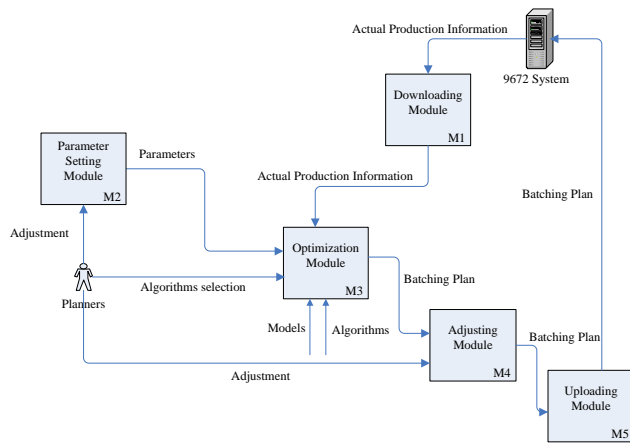 Actual Production Information
9672 System
Downloading
Module
M1
Parameter
Setting
Module
M2
Parameters
Actual Production Information
Batching Plan
Adjustment
Optimization
Module
M3
Planners
Algorithms selection
Batching Plan
Models
Algorithms
Adjusting
Module
M4
Batching Plan
Adjustment
Uploading
Module
M5